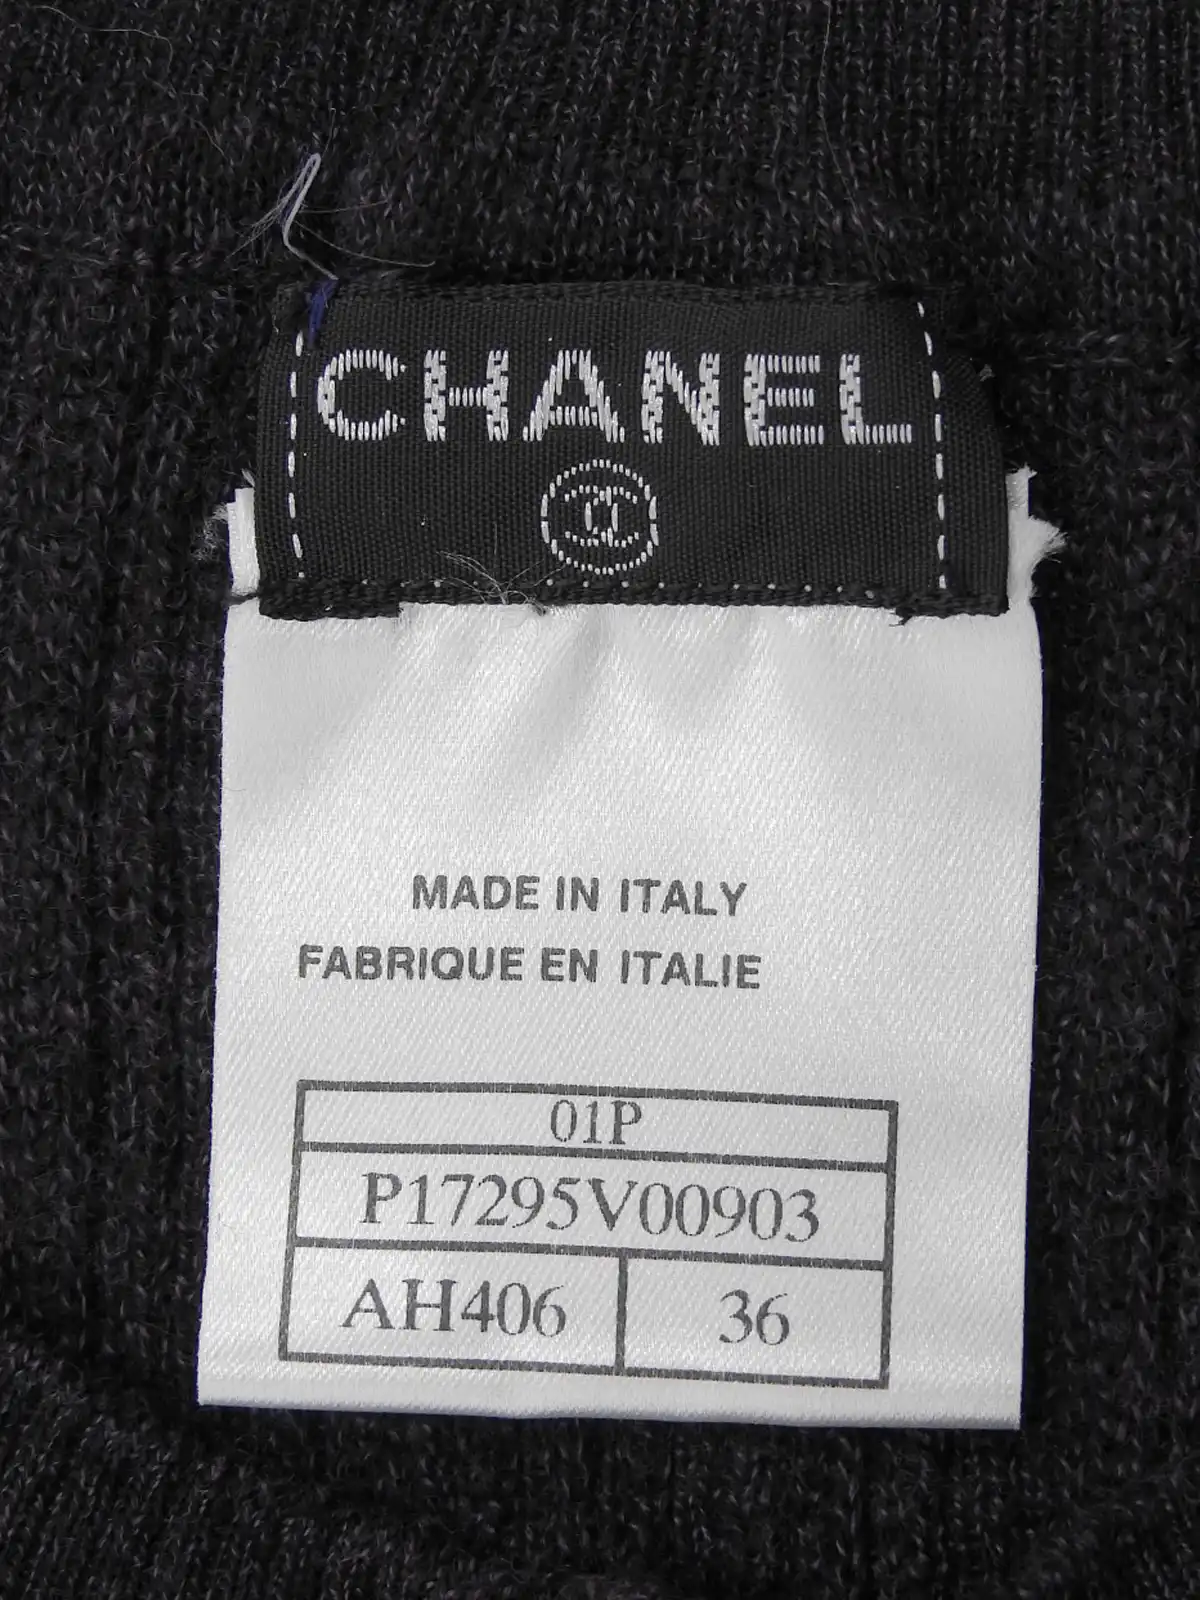 CHANEL
MADE IN ITALY
FABRIQUE EN ITALIE
01P
P17295V00903
AH406 36